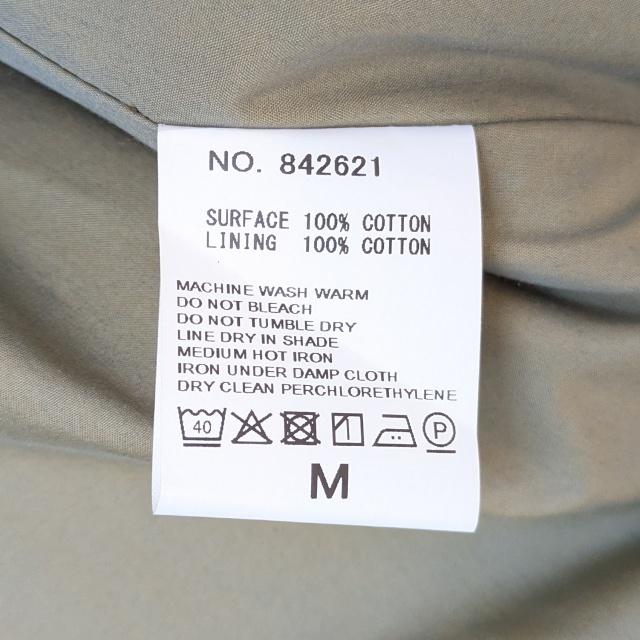 NO. 842621
SURFACE 100% COTTON
LINING 100% COTTON
MACHINE WASH WARM
DO NOT BLEACH
DO NOT TUMBLE DRY
LINE DRY IN SHADE
MEDIUM HOT IRON
IRON UNDER DAMP CLOTH
DRY CLEAN PERCHLORETHYLENE
40 P
M